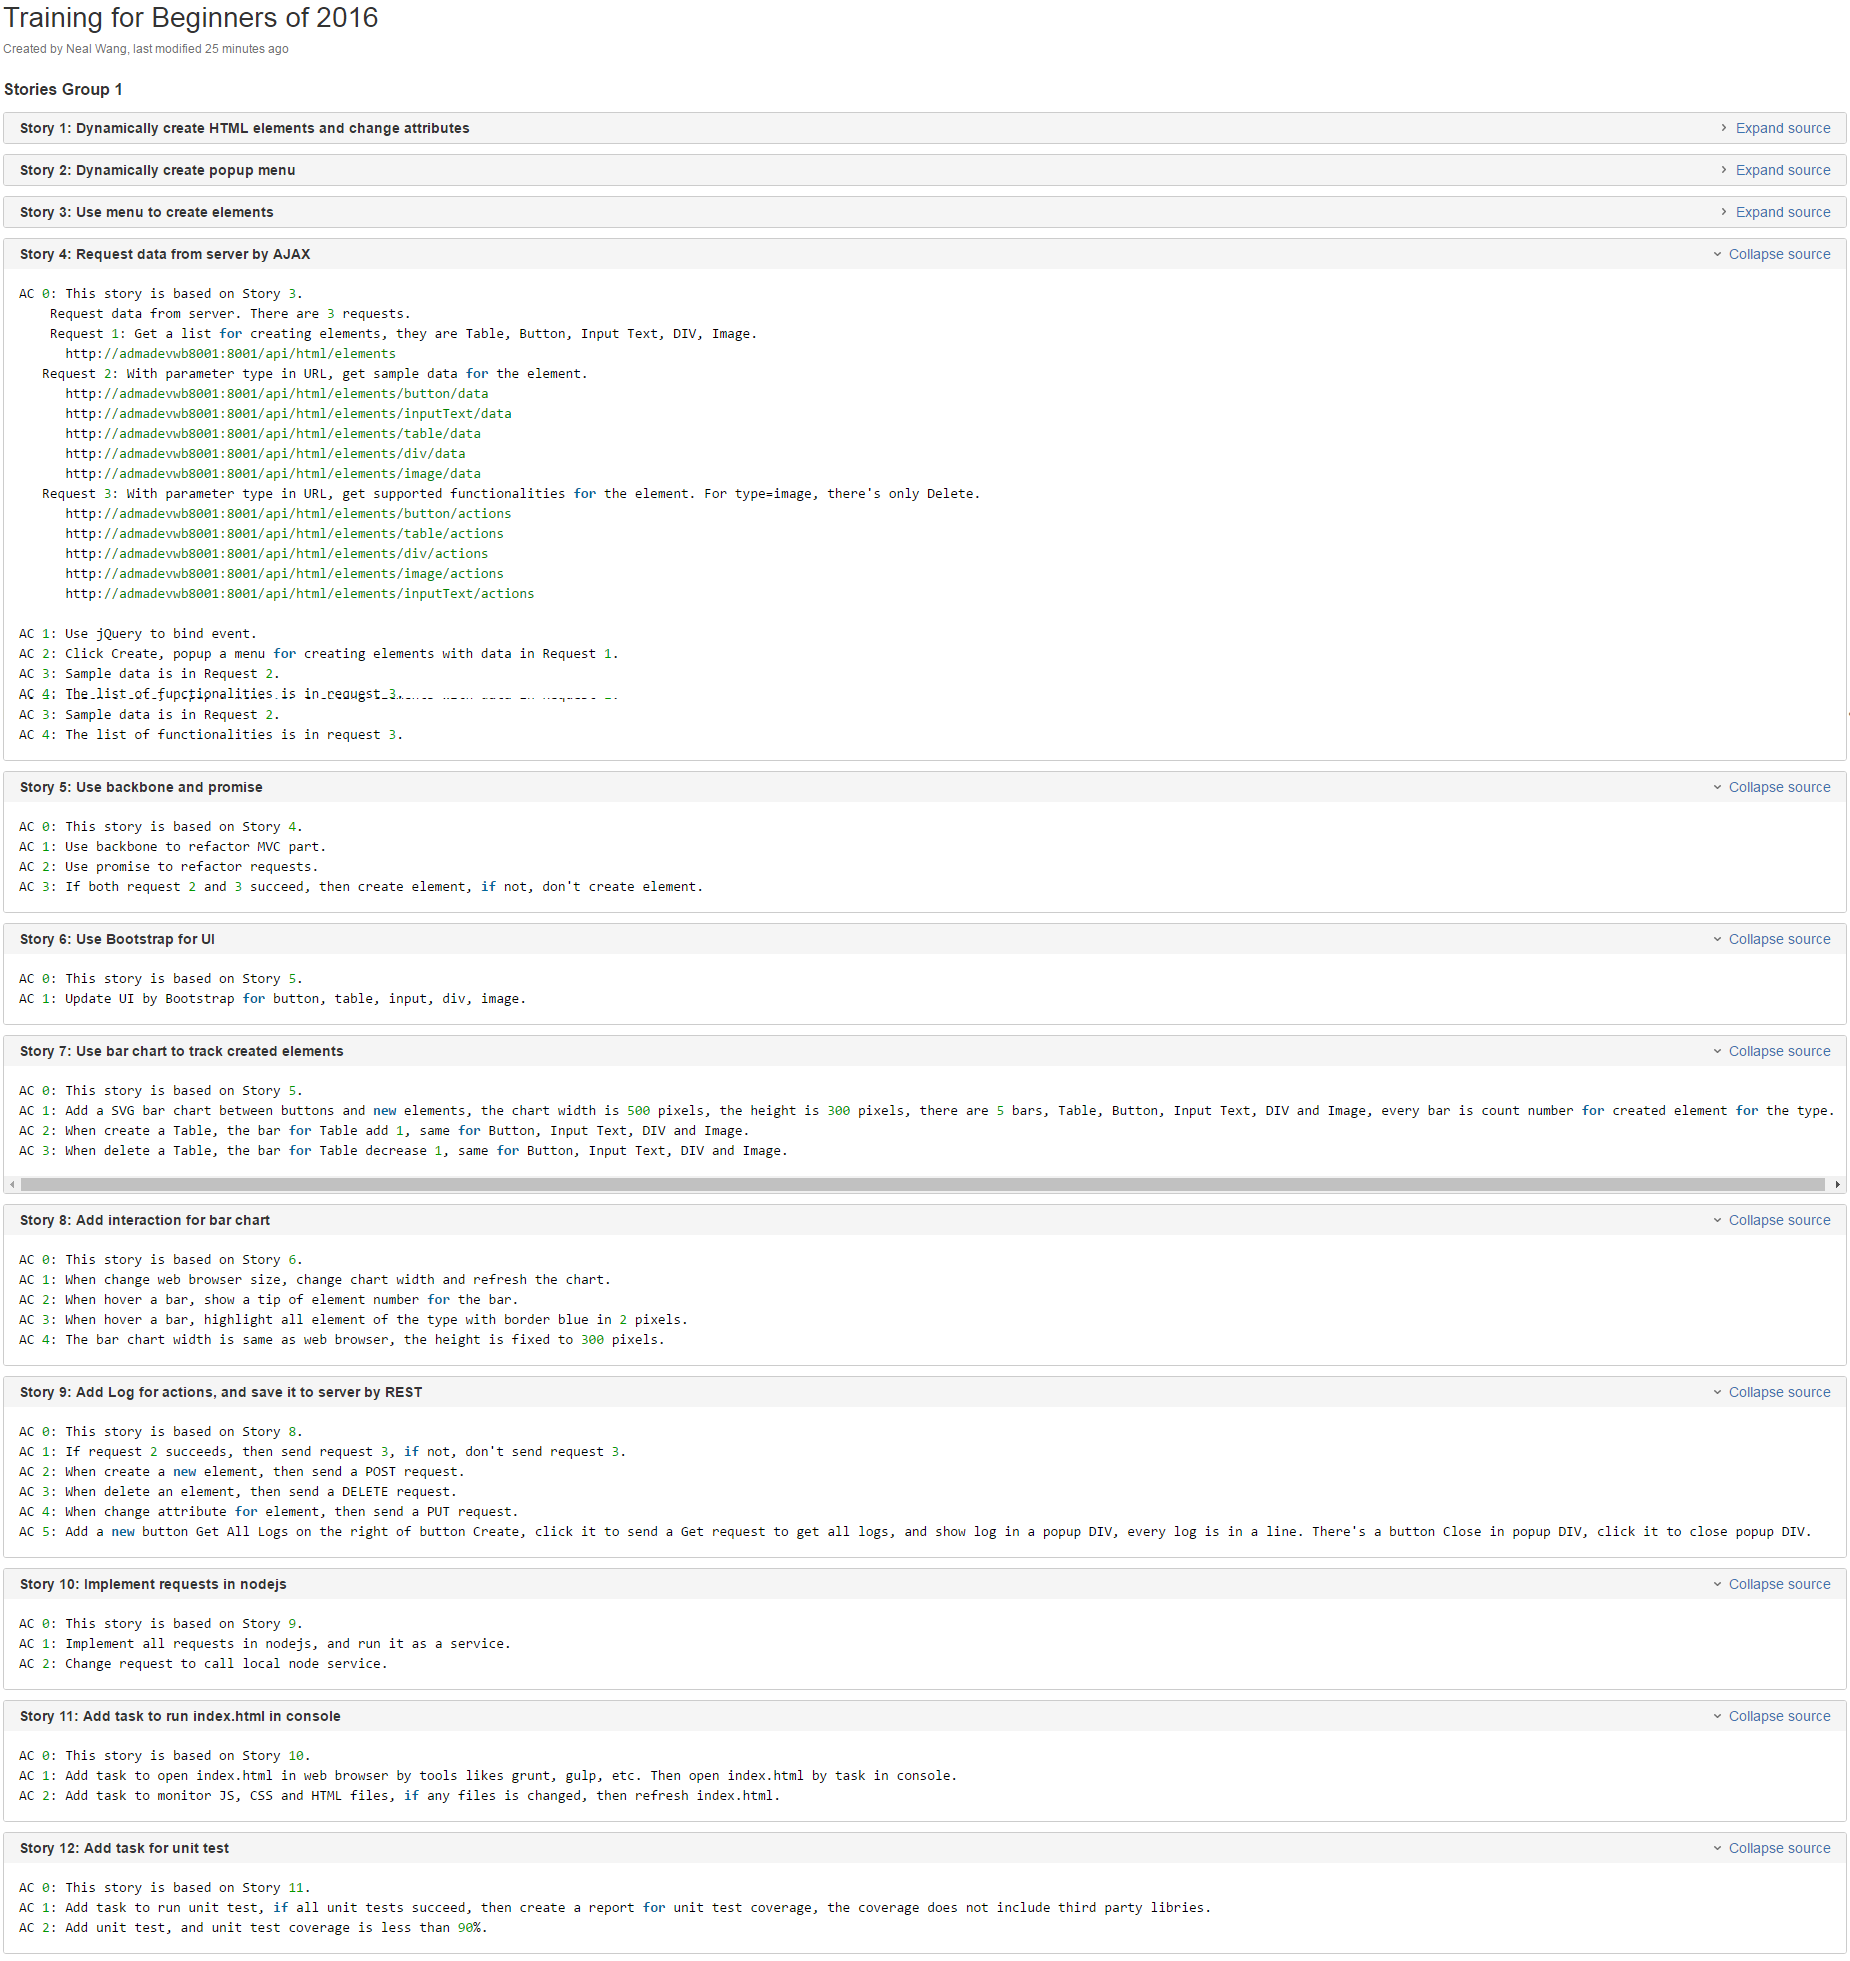 Training for Beginners of 2016
Created by Neal Wang, last modified 25 minutes ago
Stories Group 1
Story 1: Dynamically create HTML elements and change attributes
Expand source
Story 2: Dynamically create popup menu
Expand source
Story 3: Use menu to create elements
Expand source
Story 4: Request data from server by AJAX
Collapse source
AC 0: This story is based on Story 3.
Request data from server. There are 3 requests.
Request 1: Get a list for creating elements, they are Table, Button, Input Text, DIV, Image.
http://admadevwb8001:8001/api/html/elements
Request 2: With parameter type in URL, get sample data for the element.
http://admadevwb8001:8001/api/html/elements/button/data
http://admadevwb8001:8001/api/html/elements/inputText/data
http://admadevwb8001:8001/api/html/elements/table/data
http://admadevwb8001:8001/api/html/elements/div/data
http://admadevwb8001:8001/api/html/elements/image/data
Request 3: With parameter type in URL, get supported functionalities for the element. For type=image, there's only Delete.
http://admadevwb8001:8001/api/html/elements/button/actions
http://admadevwb8001:8001/api/html/elements/table/actions
http://admadevwb8001:8001/api/html/elements/div/actions
http://admadevwb8001:8001/api/html/elements/image/actions
http://admadevwb8001:8001/api/html/elements/inputText/actions
AC 1: Use jQuery to bind event.
AC 2: Click Create, popup a menu for creating elements with data in Request 1.
AC 3: Sample data is in Request 2.
AC 4: The list of functionalities is in request 3.
AC 3: Sample data is in Request 2.
AC 4: The list of functionalities is in request 3.
Story 5: Use backbone and promise
Collapse source
AC 0: This story is based on Story 4.
AC 1: Use backbone to refactor MVC part.
AC 2: Use promise to refactor requests.
AC 3: If both request 2 and 3 succeed, then create element, if not, don't create element.
Story 6: Use Bootstrap for UI
Collapse source
AC 0: This story is based on Story 5.
AC 1: Update UI by Bootstrap for button, table, input, div, image.
Story 7: Use bar chart to track created elements
Collapse source
AC 0: This story is based on Story 5.
AC 1: Add a SVG bar chart between buttons and new elements, the chart width is 500 pixels, the height is 300 pixels, there are 5 bars, Table, Button, Input Text, DIV and Image, every bar is count number for created element for the type.
AC 2: When create a Table, the bar for Table add 1, same for Button, Input Text, DIV and Image.
AC 3: When delete a Table, the bar for Table decrease 1, same for Button, Input Text, DIV and Image.
Story 8: Add interaction for bar chart
Collapse source
AC 0: This story is based on Story 6.
AC 1: When change web browser size, change chart width and refresh the chart.
AC 2: When hover a bar, show a tip of element number for the bar.
AC 3: When hover a bar, highlight all element of the type with border blue in 2 pixels.
AC 4: The bar chart width is same as web browser, the height is fixed to 300 pixels.
Story 9: Add Log for actions, and save it to server by REST
Collapse source
AC 0: This story is based on Story 8.
AC 1: If request 2 succeeds, then send request 3, if not, don't send request 3.
AC 2: When create a new element, then send a POST request.
AC 3: When delete an element, then send a DELETE request.
AC 4: When change attribute for element, then send a PUT request.
AC 5: Add a new button Get All Logs on the right of button Create, click it to send a Get request to get all logs, and show log in a popup DIV, every log is in a line. There's a button Close in popup DIV, click it to close popup DIV.
Story 10: Implement requests in nodejs
Collapse source
AC 0: This story is based on Story 9.
AC 1: Implement all requests in nodejs, and run it as a service.
AC 2: Change request to call local node service.
Story 11: Add task to run index.html in console
Collapse source
AC 0: This story is based on Story 10.
AC 1: Add task to open index.html in web browser by tools likes grunt, gulp, etc. Then open index.html by task in console.
AC 2: Add task to monitor JS, CSS and HTML files, if any files is changed, then refresh index.html.
Story 12: Add task for unit test
Collapse source
AC 0: This story is based on Story 11.
AC 1: Add task to run unit test, if all unit tests succeed, then create a report for unit test coverage, the coverage does not include third party libries.
AC 2: Add unit test, and unit test coverage is less than 90%.